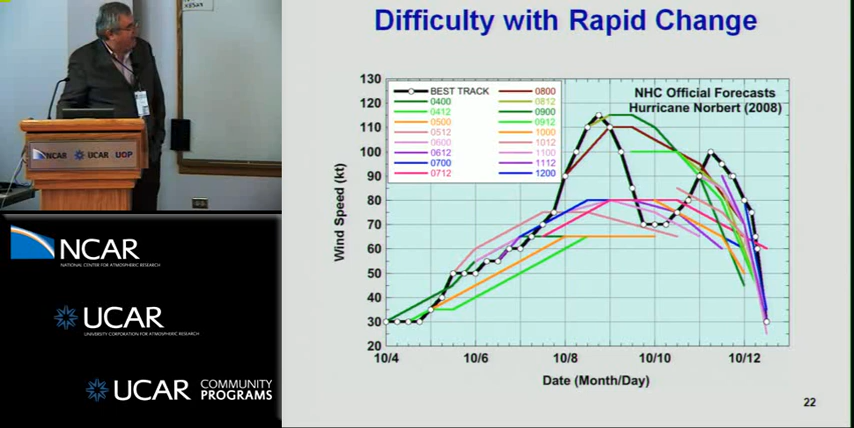 Difficulty with Rapid Change
NHC Official Forecasts
Hurricane Norbert (2008)
BEST TRACK
0400
0412
0500
0512
0600
0612
0700
0712
0800
0812
0900
0912
1000
1012
1100
1112
1200
Wind Speed (kt)
130
120
110
100
90
80
70
60
50
40
30
20
10/4
10/6
10/8
10/10
10/12
Date (Month/Day)
22
NCAR UCAR UOP
NCAR
NATIONAL CENTER FOR ATMOSPHERIC RESEARCH
UCAR
UNIVERSITY CORPORATION FOR ATMOSPHERIC RESEARCH
UCAR COMMUNITY
PROGRAMS